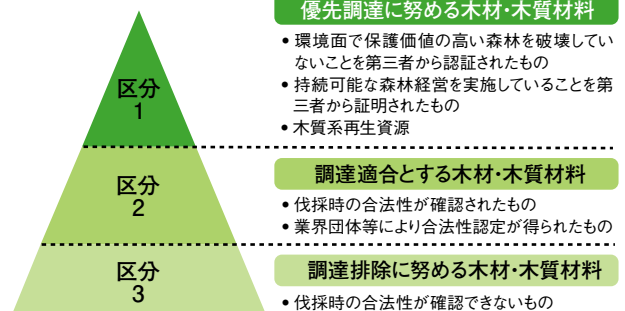 優先調達に努める木材・木質材料
• 環境面で保護価値の高い森林を破壊してい
ないことを第三者から認証されたもの
• 持続可能な森林経営を実施していることを第
三者から証明されたもの
• 木質系再生資源
区分
1
調達適合とする木材・木質材料
• 伐採時の合法性が確認されたもの
• 業界団体等により合法性認定が得られたもの
区分
2
調達排除に努める木材・木質材料
• 伐採時の合法性が確認できないもの
区分
3